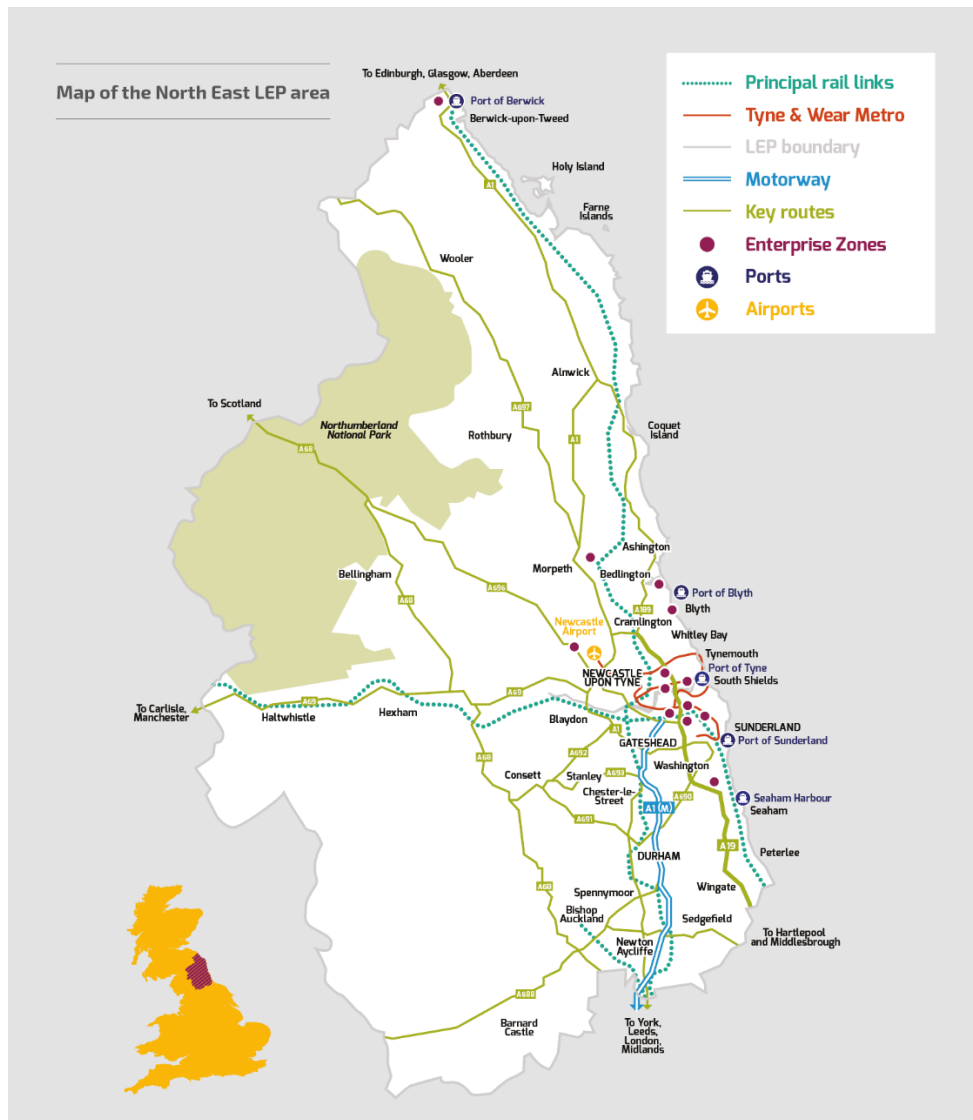 Map of the North East LEP area
To Edinburgh, Glasgow, Aberdeen
Port of Berwick
Berwick-upon-Tweed
Principal rail links
Tyne & Wear Metro
LEP boundary
Motorway
Key routes
Enterprise Zones
Ports
Airports
Holy Island
A1
Farne
Islands
Wooler
Alnwick
To Scotland
A697
Northumberland
National Park
Rothbury
A1
Coquet
Island
A68
Ashington
Morpeth
Bedlington
Bellingham
A696
Port of Blyth
A68
Blyth
A189
Cramlington
Newcastle
Airport
Whitley Bay
Tynemouth
Port of Tyne
NEWCASTLE
UPON TYNE
South Shields
A69
A69
To Carlisle,
Manchester
Haltwhistle
Hexham
Blaydon
SUNDERLAND
A1
Port of Sunderland
GATESHEAD
A692
A68
Washington
Consett
Stanley
A693
Chester-le-
Street
A690
Seaham Harbour
Seaham
A1 (M)
A691
A19
DURHAM
Peterlee
A68
Spennymoor
Wingate
Bishop
Auckland
Sedgefield
To Hartlepool
and Middlesbrough
Newton
Aycliffe
A688
Barnard
Castle
To York,
Leeds,
London,
Midlands